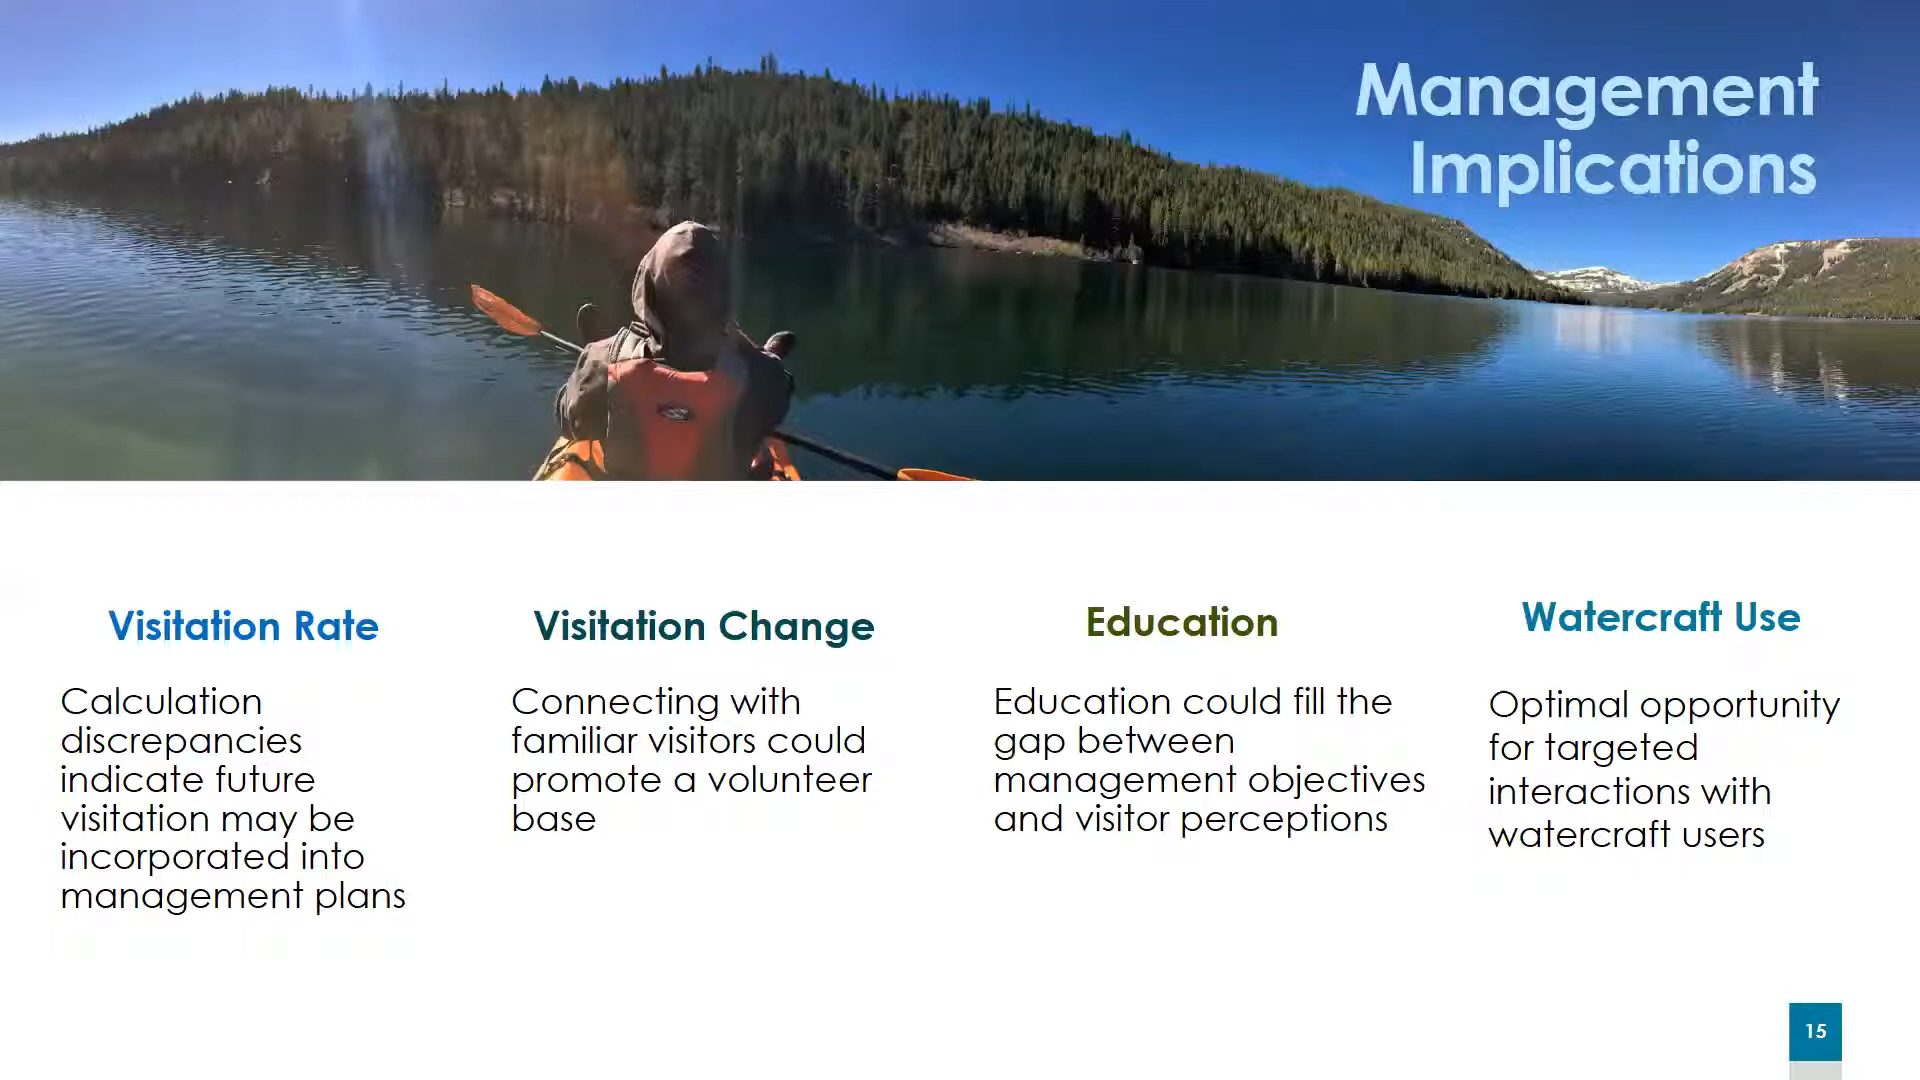 Management
Implications
Visitation Rate
Calculation
discrepancies
indicate future
visitation may be
incorporated into
management plans
Visitation Change
Connecting with
familiar visitors could
promote a volunteer
base
Education
Education could fill the
gap between
management objectives
and visitor perceptions
Watercraft Use
Optimal opportunity
for targeted
interactions with
watercraft users
15